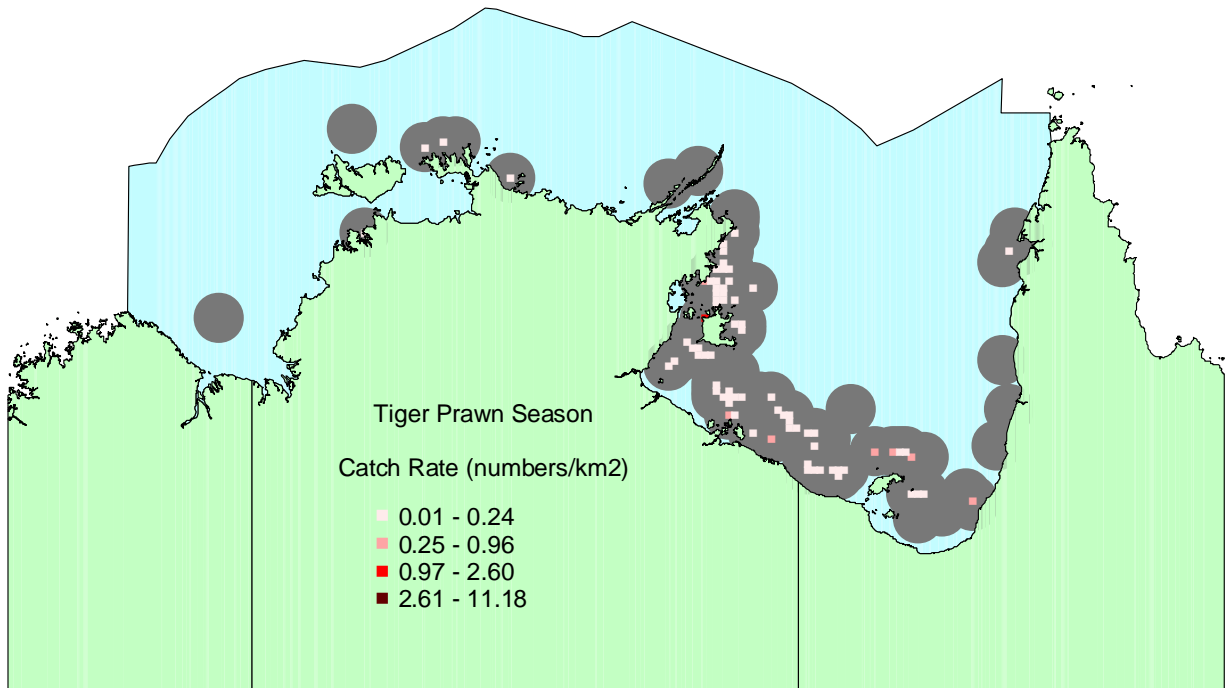 Tiger Prawn Season
Catch Rate (numbers/km2)
0.01 - 0.24
0.25 - 0.96
0.97 - 2.60
2.61 - 11.18